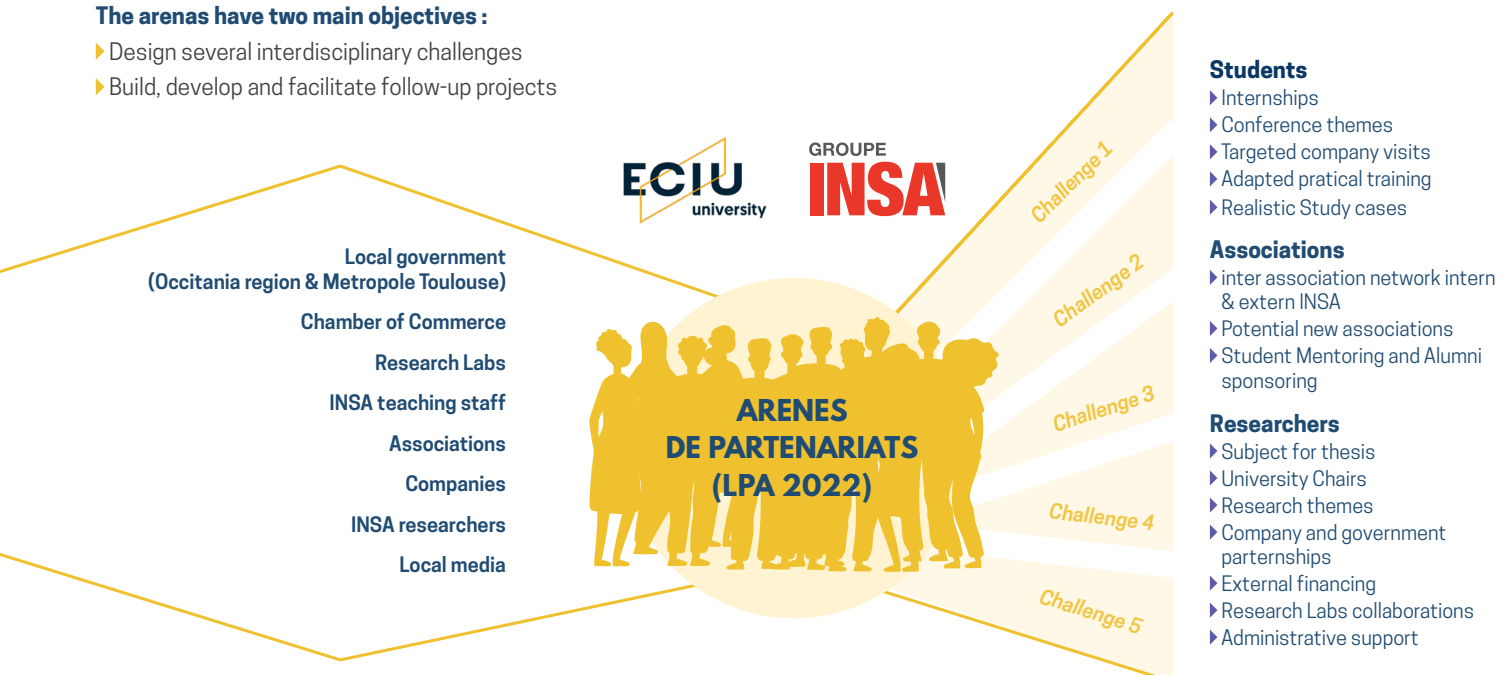 The arenas have two main objectives :
Design several interdisciplinary challenges
Build, develop and facilitate follow-up projects
ECIU
university
GROUPE
INSA
Local government
(Occitania region & Metropole Toulouse)
Chamber of Commerce
Research Labs
INSA teaching staff
Associations
Companies
INSA researchers
Local media
ARENES
DE PARTENARIATS
(LPA 2022)
Challenge 1
Challenge 2
Challenge 3
Challenge 4
Challenge 5
Students
Internships
Conference themes
Targeted company visits
Adapted pratical training
Realistic Study cases
Associations
inter association network intern
& extern INSA
Potential new associations
Student Mentoring and Alumni
sponsoring
Researchers
Subject for thesis
University Chairs
Research themes
Company and government
parternships
External financing
Research Labs collaborations
Administrative support